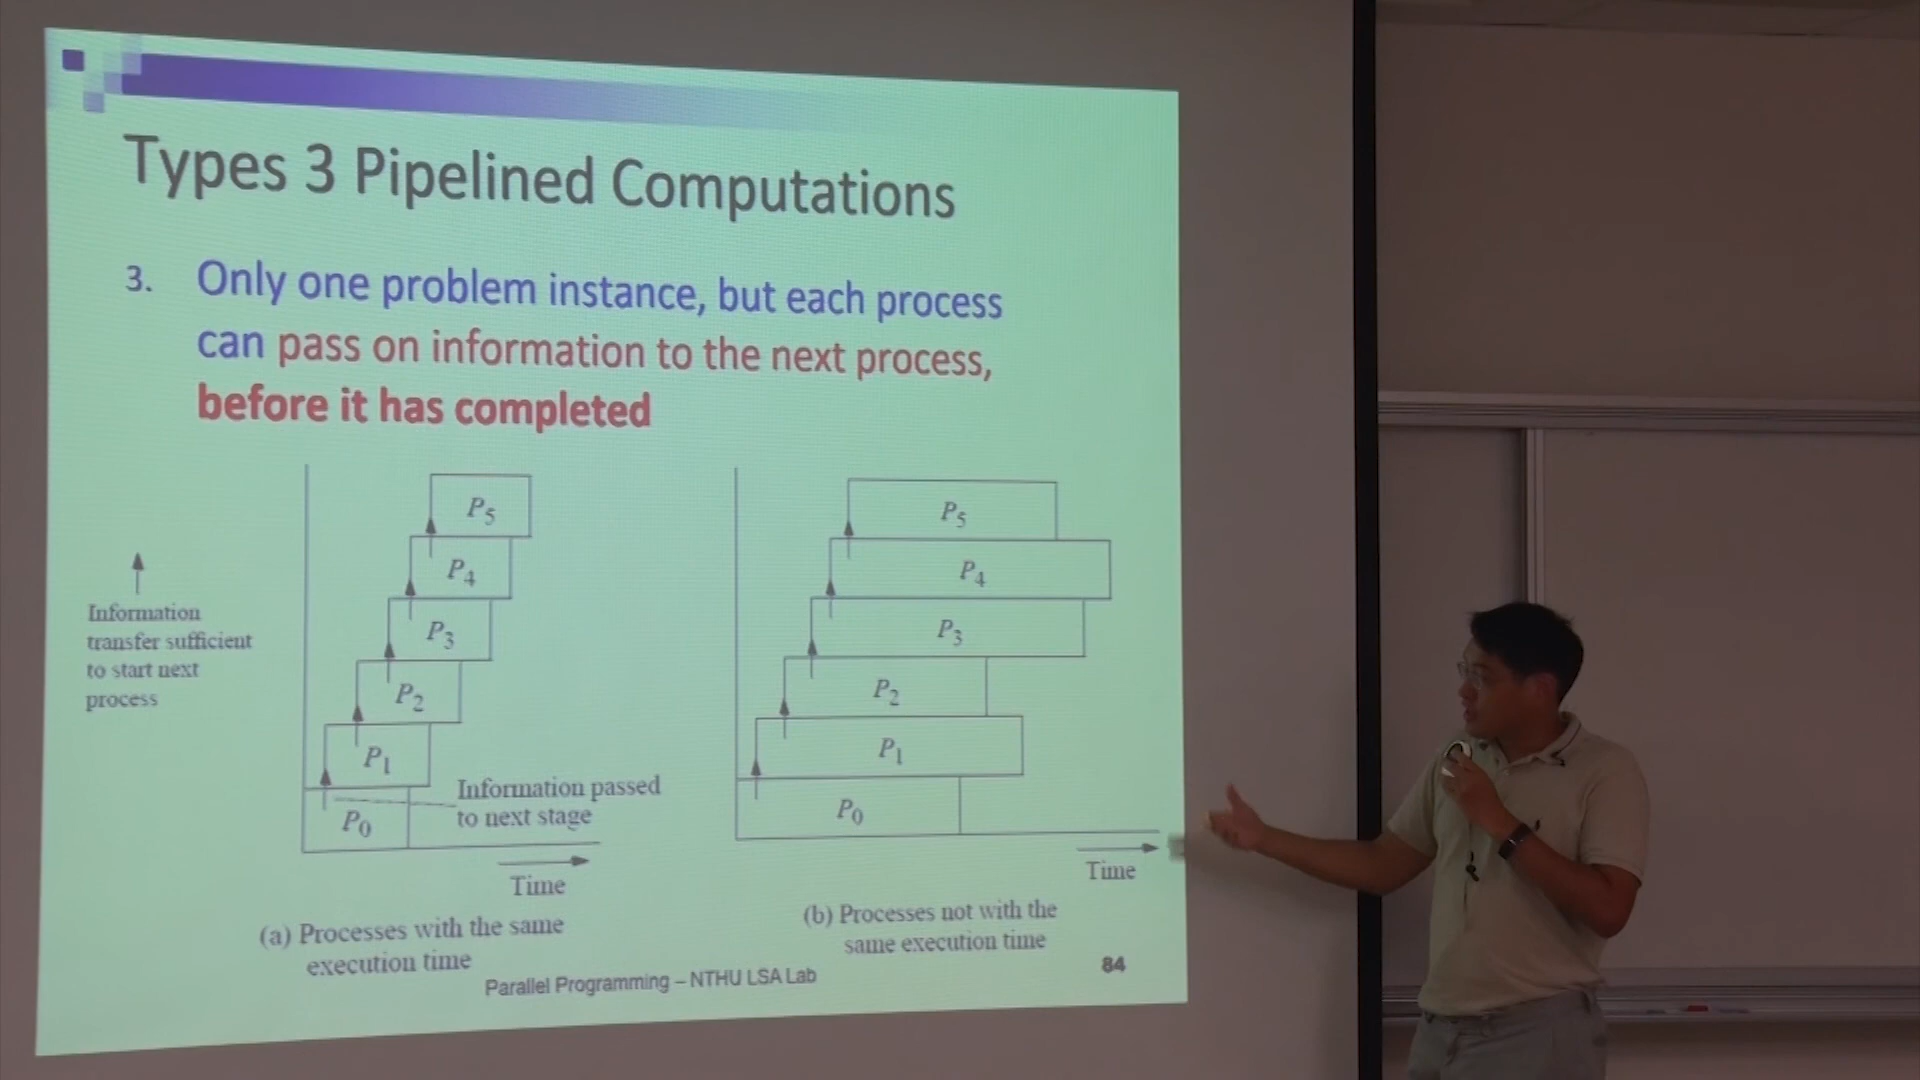 Types 3 Pipelined Computations
3. Only one problem instance, but each process
can pass on information to the next process,
before it has completed
Information
transfer sufficient
to start next
process
P5
P4
P3
P2
P1
P0
Information passed
to next stage
Time
(a) Processes with the same
execution time
P5
P4
P3
P2
P1
P0
Time
(b) Processes not with the
same execution time
Parallel Programming – NTHU LSA Lab
84